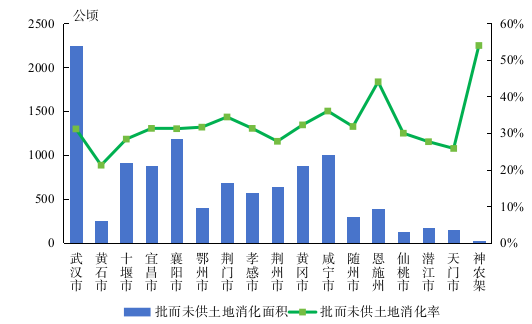 公顷
2500
2000
1500
1000
500
0
60%
50%
40%
30%
20%
10%
0%
武汉市
黄石市
十堰市
宜昌市
襄阳市
鄂州市
荆门市
孝感市
荆州市
黄冈市
咸宁市
随州市
恩施州
仙桃市
潜江市
天门市
神农架
批而未供土地消化面积
批而未供土地消化率